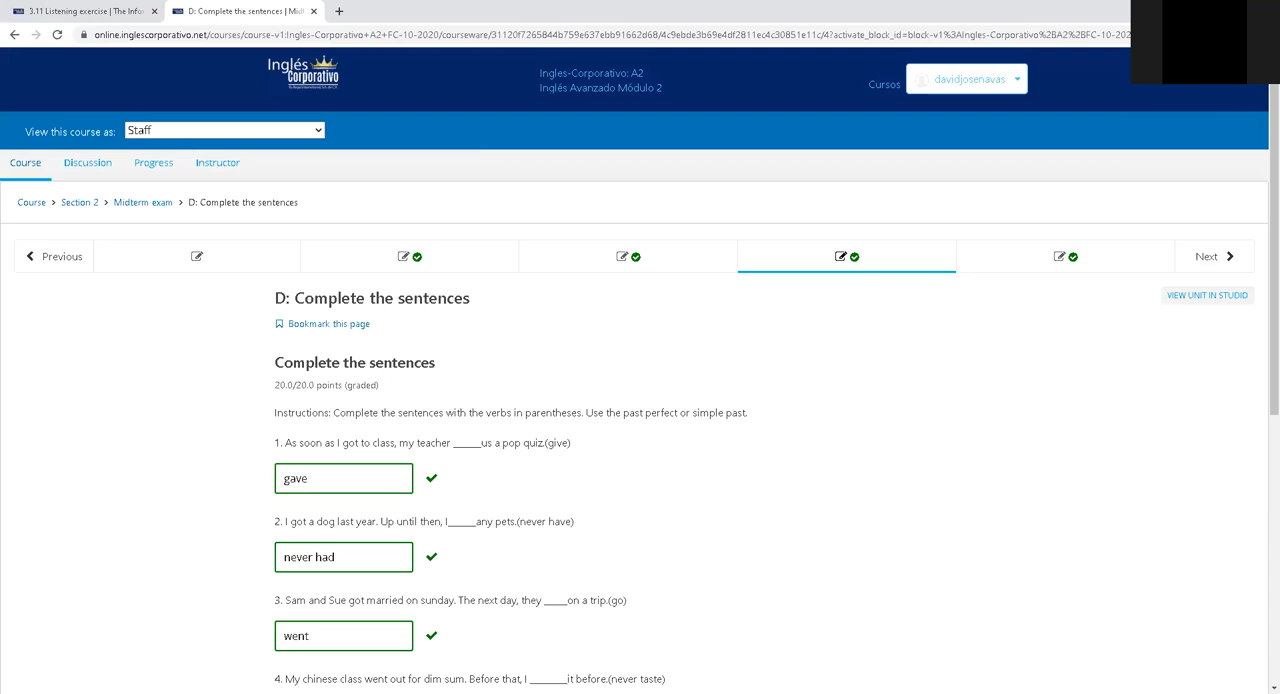 3.11 Listening exercise | The Info
D: Complete the sentences | Midt
online.inglescorporativo.net/courses/course-v1:Ingles-Corporativo+A2+FC-10-2020/courseware/31120f7265844b759e637ebb91662d68/4c9ebde3b69e4df2811ec4c30851e11c/4?activate_block_id=block-v1%3AIngles-Corporativo%2BA2%2BFC-10-202
Inglés
Corporativo
Ingles-Corporativo: A2
Inglés Avanzado Módulo 2
Cursos
davidjosenavas
View this course as:
Staff
Course Discussion Progress Instructor
Course > Section 2 > Midterm exam > D: Complete the sentences
Previous
Next
D: Complete the sentences
VIEW UNIT IN STUDIO
Bookmark this page
Complete the sentences
20.0/20.0 points (graded)
Instructions: Complete the sentences with the verbs in parentheses. Use the past perfect or simple past.
1. As soon as I got to class, my teacher ______us a pop quiz.(give)
gave
2. I got a dog last year. Up until then, I______any pets.(never have)
never had
3. Sam and Sue got married on sunday. The next day, they _____on a trip.(go)
went
4. My chinese class went out for dim sum. Before that, I ________it before.(never taste)